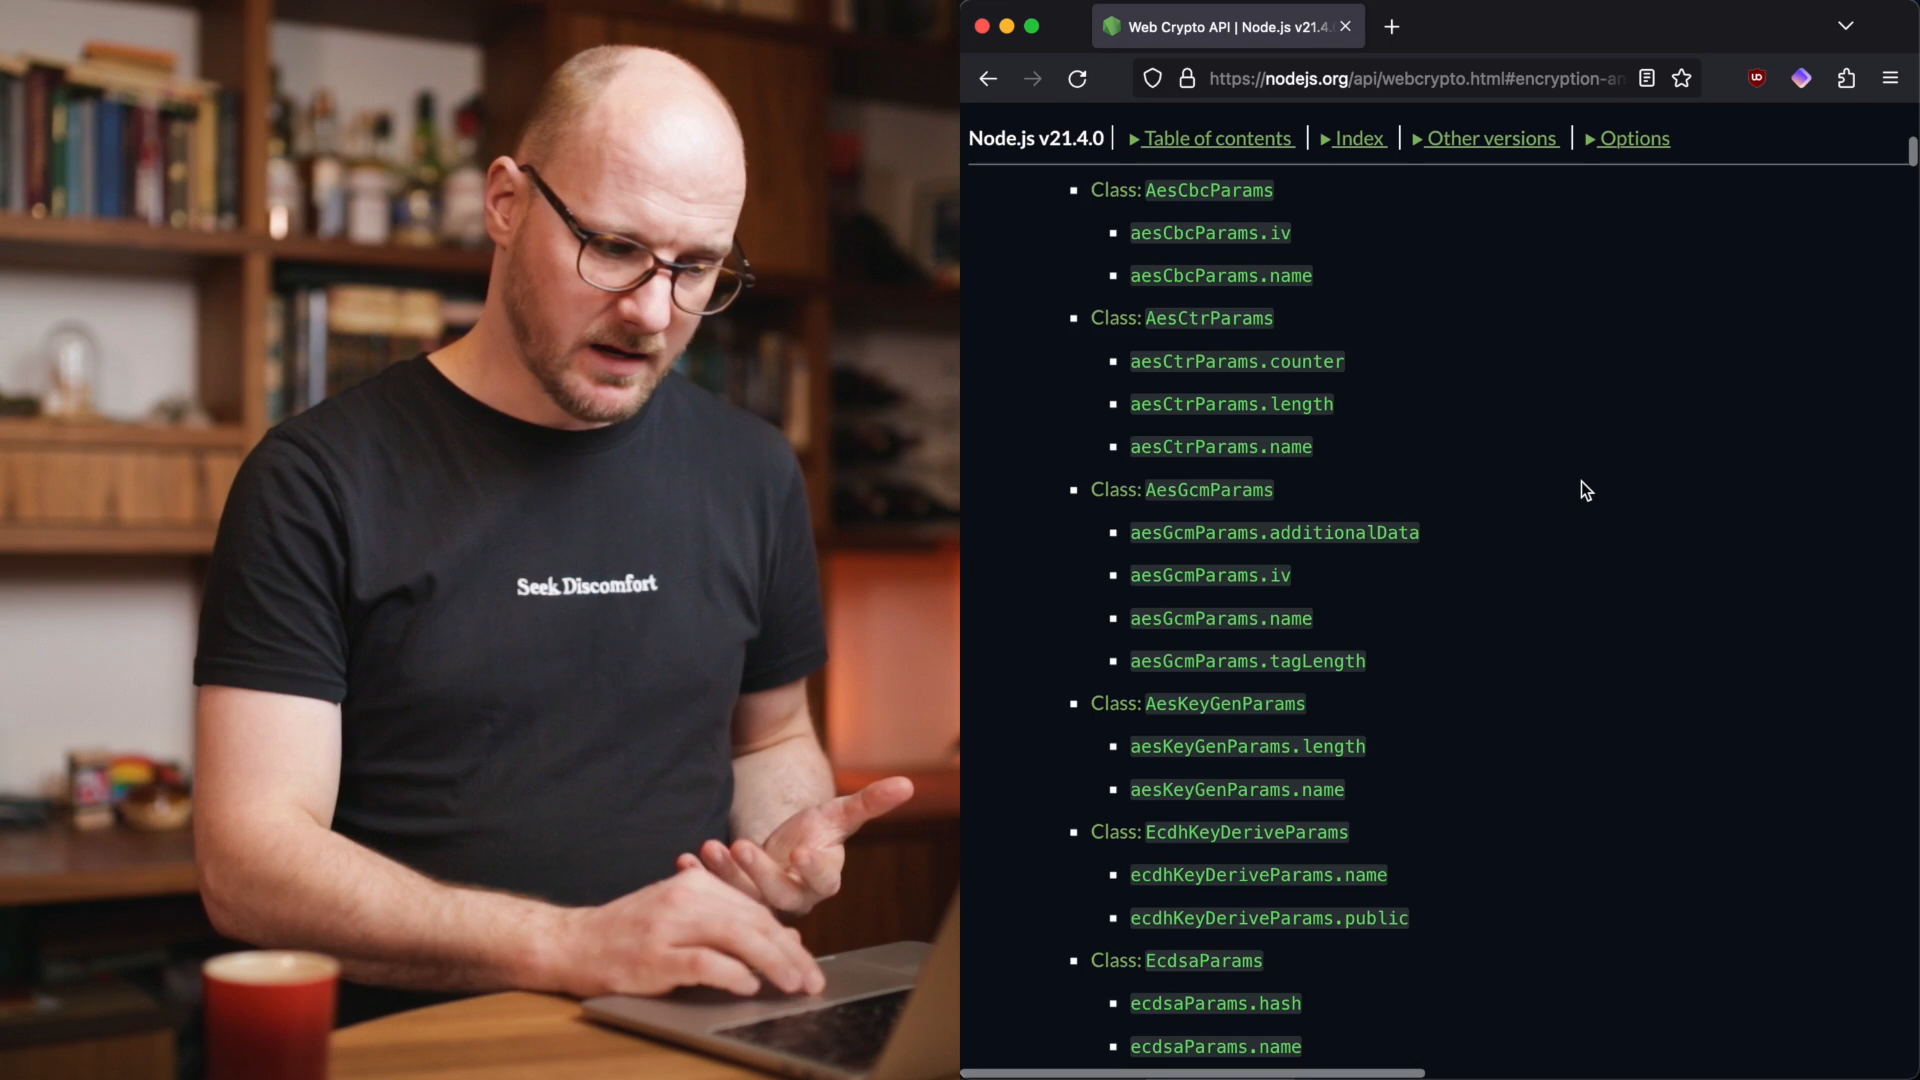 Seek Discomfort
Web Crypto API | Node.js v21.4.
https://nodejs.org/api/webcrypto.html#encryption-an
Node.js v21.4.0
Table of contents
Index
Other versions
Options
Class: AesCbcParams
aesCbcParams.iv
aesCbcParams.name
Class: AesCtrParams
aesCtrParams.counter
aesCtrParams.length
aesCtrParams.name
Class: AesGcmParams
aesGcmParams.additionalData
aesGcmParams.iv
aesGcmParams.name
aesGcmParams.tagLength
Class: AesKeyGenParams
aesKeyGenParams.length
aesKeyGenParams.name
Class: EcdhKeyDeriveParams
ecdhKeyDeriveParams.name
ecdhKeyDeriveParams.public
Class: EcdsaParams
ecdsaParams.hash
ecdsaParams.name